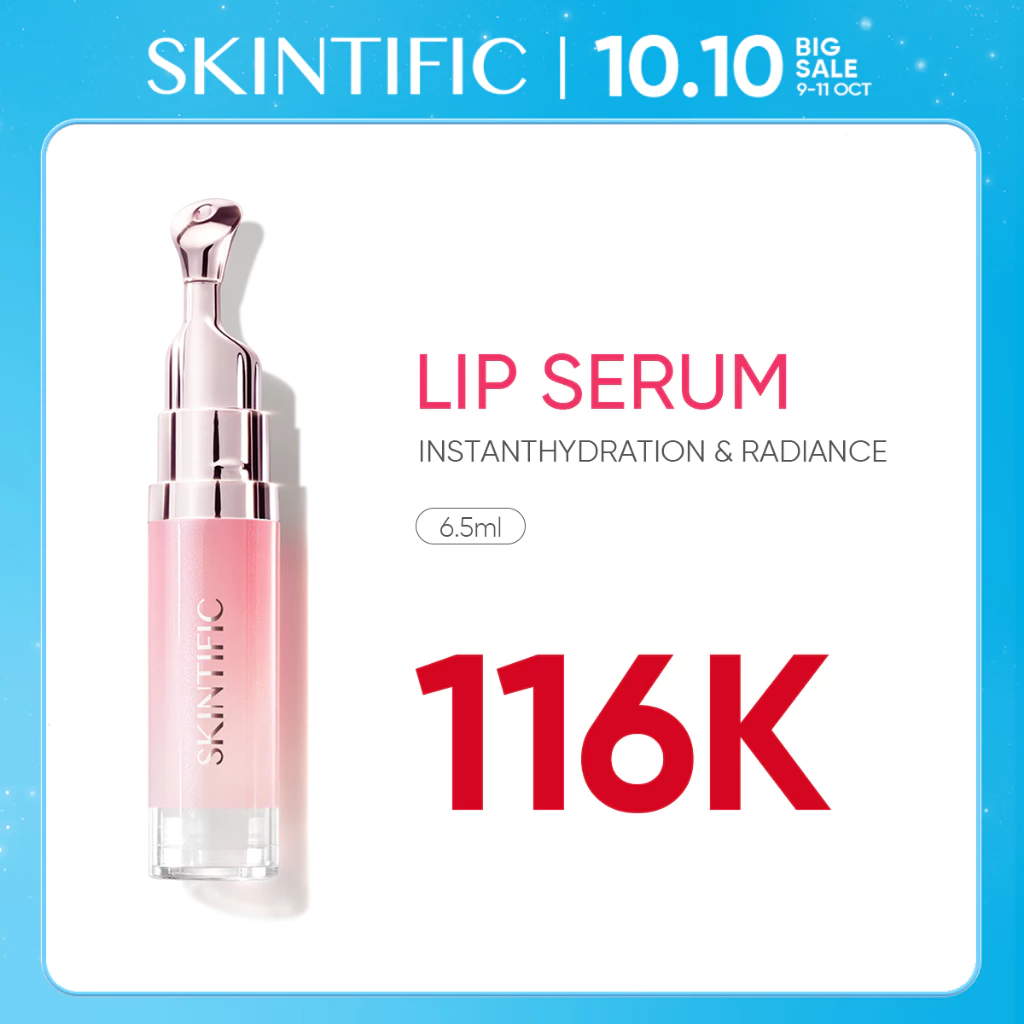 SKINTIFIC | 10.10 BIG SALE 9-11 OCT
LIP SERUM
INSTANTHYDRATION & RADIANCE
6.5ml
SKINTIFIC
116K